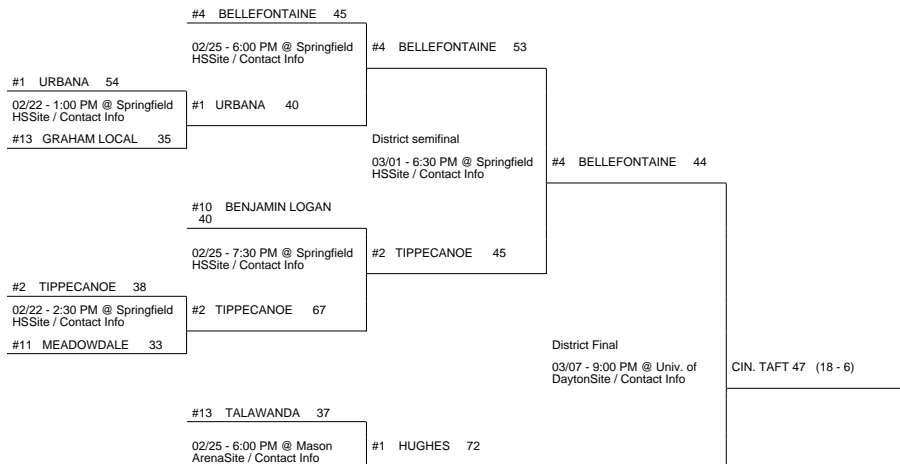 #4 BELLEFONTAINE 45
02/25 - 6:00 PM @ Springfield
HSSite / Contact Info
#4 BELLEFONTAINE 53
#1 URBANA 54
02/22 - 1:00 PM @ Springfield
HSSite / Contact Info
#1 URBANA 40
#13 GRAHAM LOCAL 35
District semifinal
03/01 - 6:30 PM @ Springfield
HSSite / Contact Info
#4 BELLEFONTAINE 44
#10 BENJAMIN LOGAN
40
02/25 - 7:30 PM @ Springfield
HSSite / Contact Info
#2 TIPPECANOE 45
#2 TIPPECANOE 38
02/22 - 2:30 PM @ Springfield
HSSite / Contact Info
#2 TIPPECANOE 67
#11 MEADOWDALE 33
District Final
03/07 - 9:00 PM @ Univ. of
DaytonSite / Contact Info
CIN. TAFT 47 (18 - 6)
#13 TALAWANDA 37
02/25 - 6:00 PM @ Mason
ArenaSite / Contact Info
#1 HUGHES 72